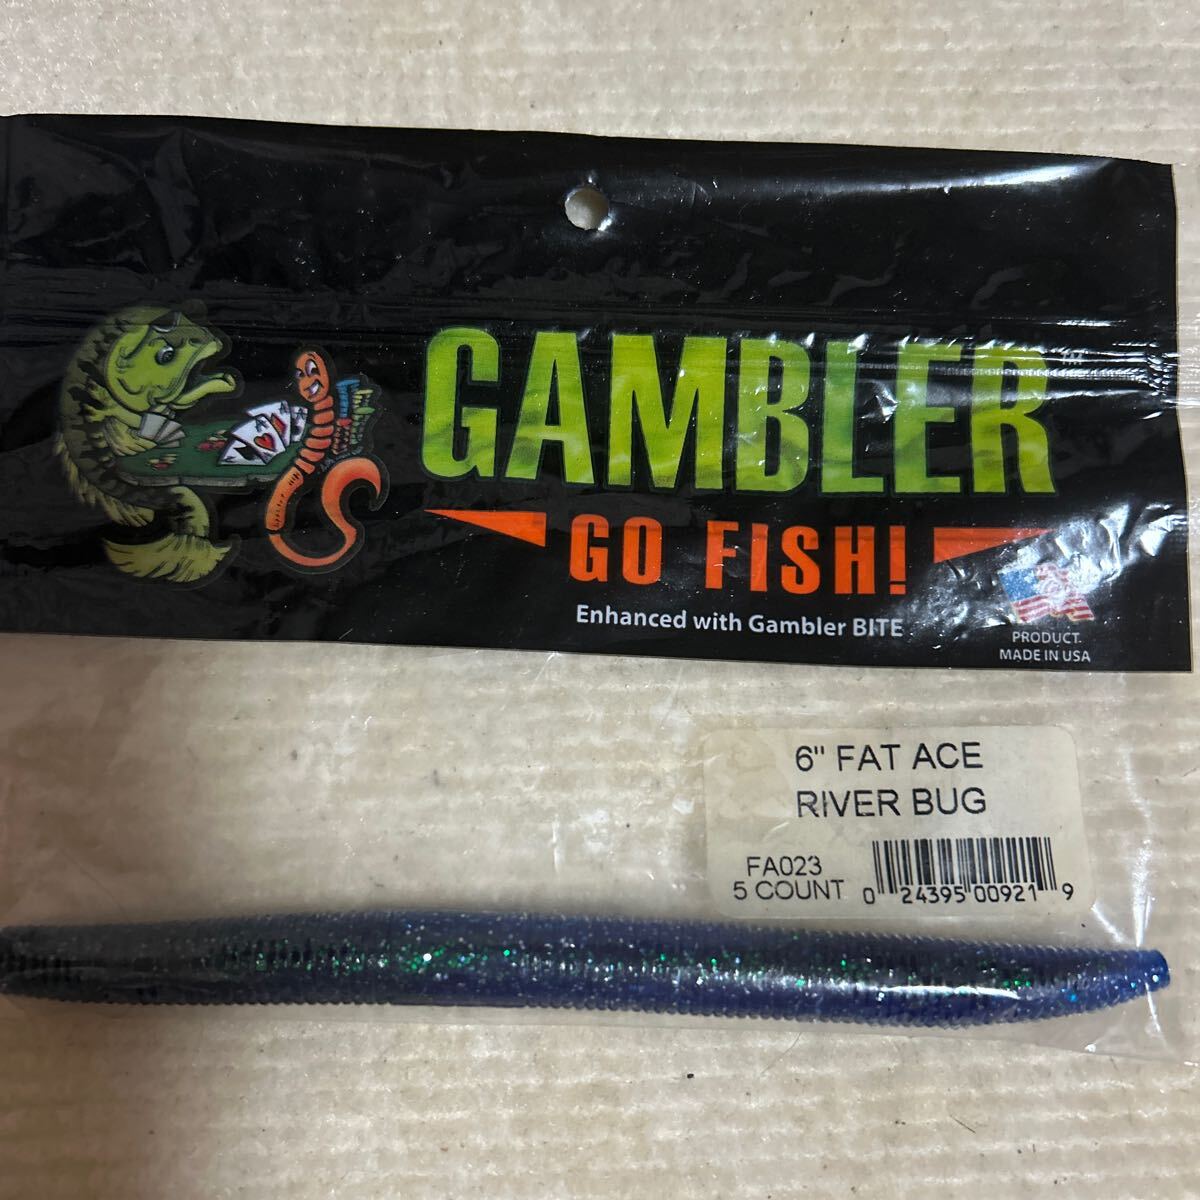 GAMBLER™
GO FISH!
Enhanced with Gambler BITE
PRODUCT.
MADE IN USA
6" FAT ACE
RIVER BUG
FA023
5 COUNT
0 24395 00921 9